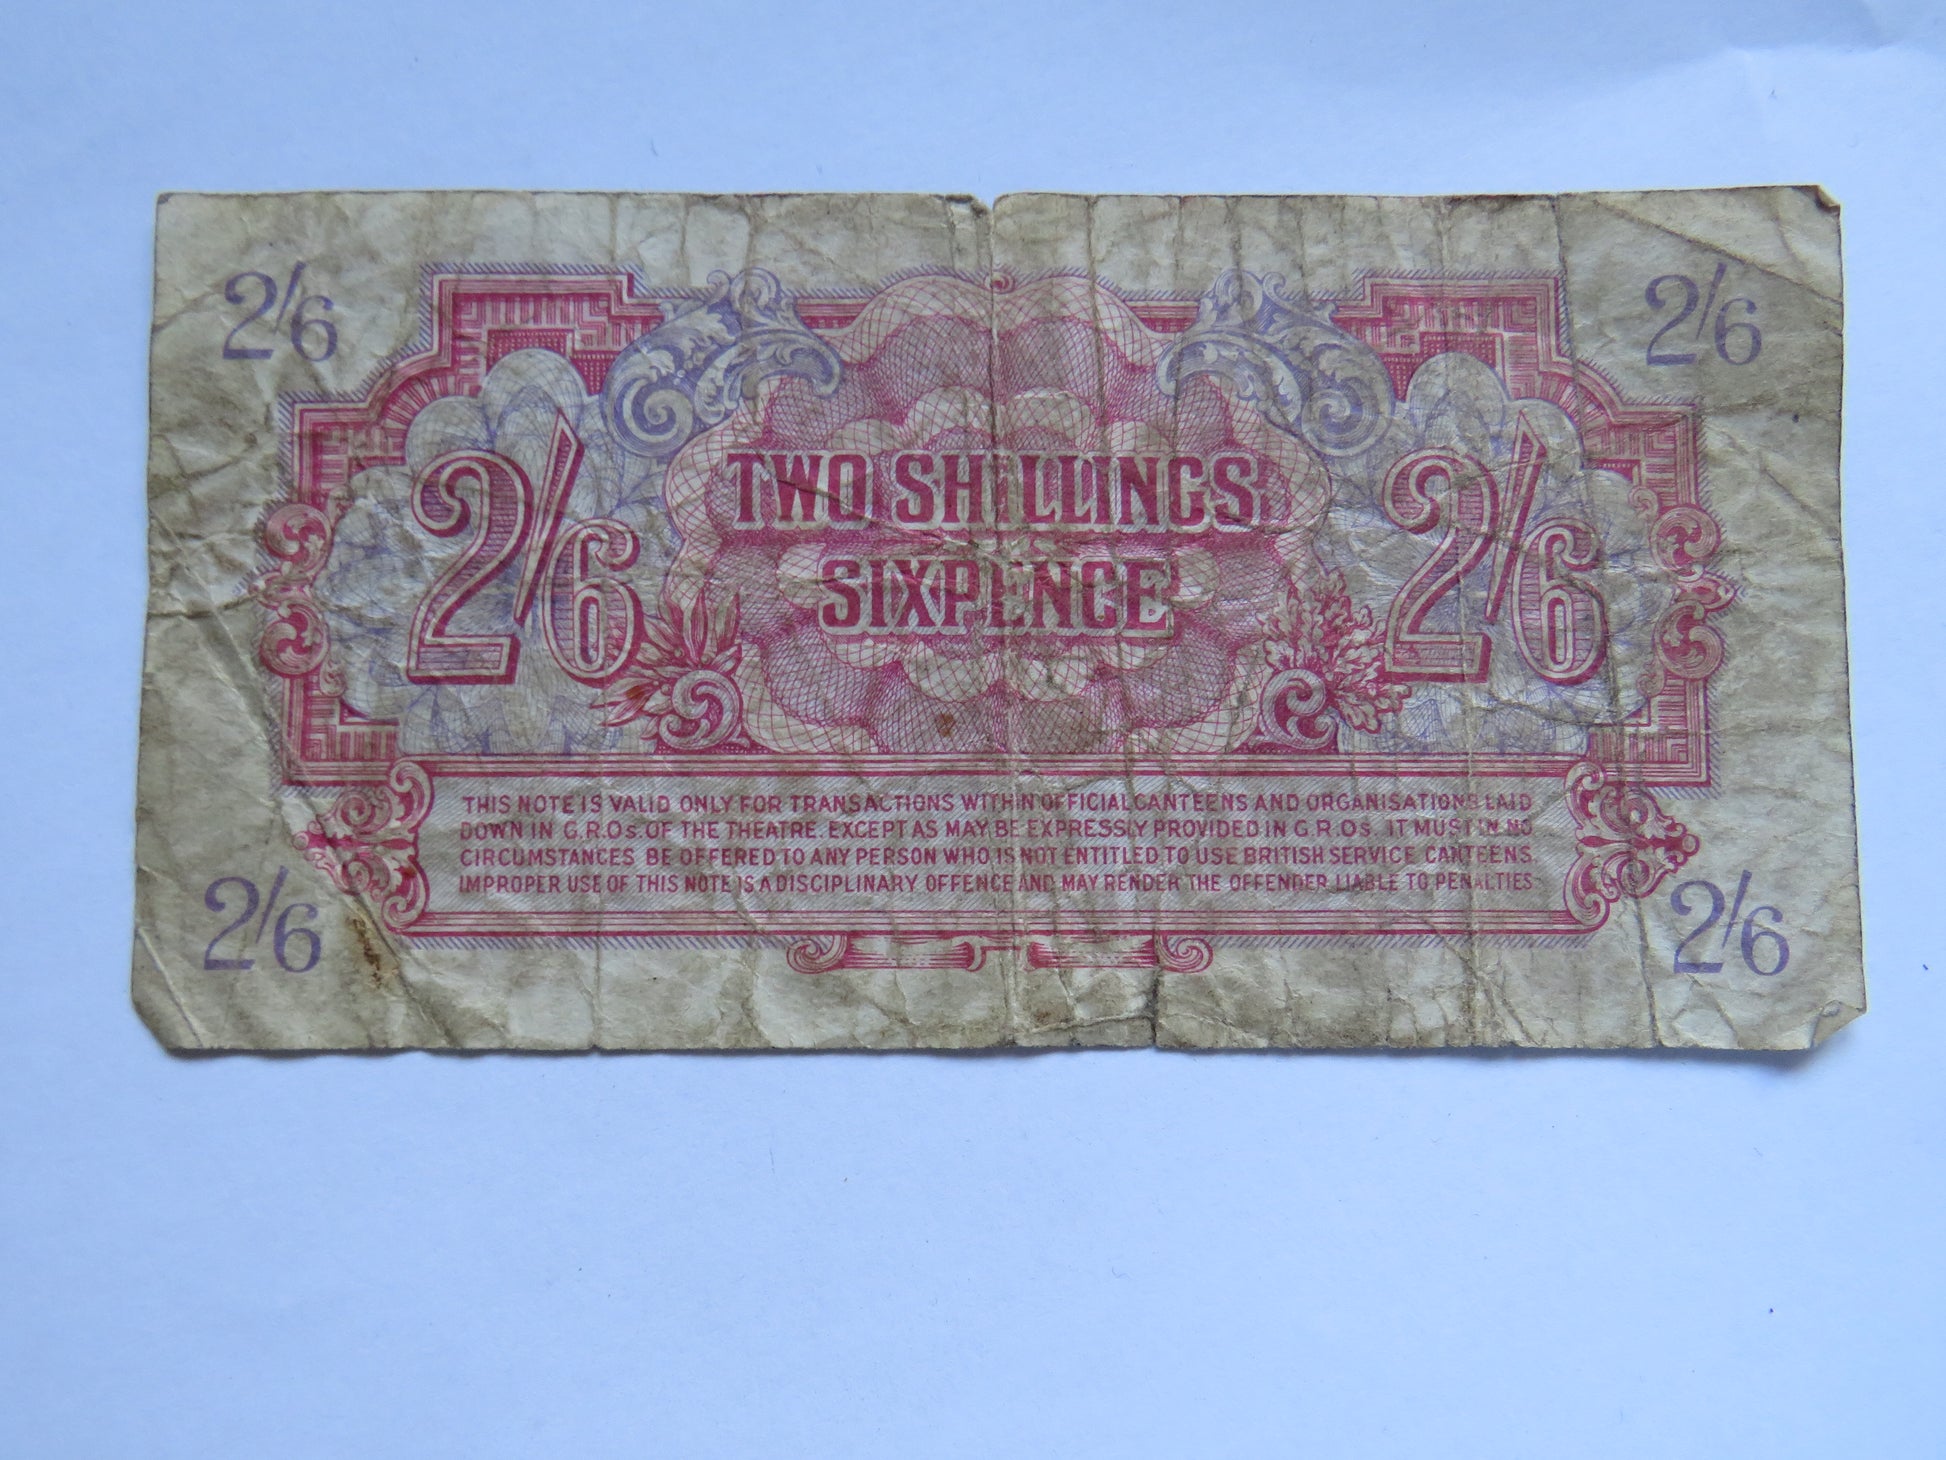 2/6 2/6
2/6 TWO SHILLINGS 2/6
SIXPENCE
THIS NOTE IS VALID ONLY FOR TRANSACTIONS WITHIN OFFICIAL CANTEENS AND ORGANISATIONS LAID
DOWN IN G.R.Os. OF THE THEATRE. EXCEPT AS MAY BE EXPRESSLY PROVIDED IN G.R.Os. IT MUST IN NO
CIRCUMSTANCES BE OFFERED TO ANY PERSON WHO IS NOT ENTITLED TO USE BRITISH SERVICE CANTEENS.
IMPROPER USE OF THIS NOTE IS A DISCIPLINARY OFFENCE AND MAY RENDER THE OFFENDER LIABLE TO PENALTIES.
2/6 2/6